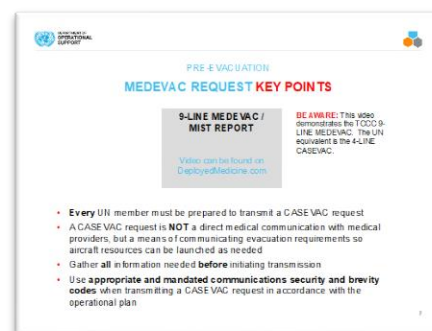 DEPARTMENT OF
OPERATIONAL
SUPPORT
PRE-EVACUATION
MEDEVAC REQUEST KEY POINTS
9-LINE MEDEVAC /
MIST REPORT
Video can be found on
DeployedMedicine.com
BE AWARE: This video
demonstrates the TCCC 9-
LINE MEDEVAC. The UN
equivalent is the 4-LINE
CASEVAC.
• Every UN member must be prepared to transmit a CASEVAC request
• A CASEVAC request is NOT a direct medical communication with medical
providers, but a means of communicating evacuation requirements so
aircraft resources can be launched as needed
• Gather all information needed before initiating transmission
• Use appropriate and mandated communications security and brevity
codes when transmitting a CASEVAC request in accordance with the
operational plan